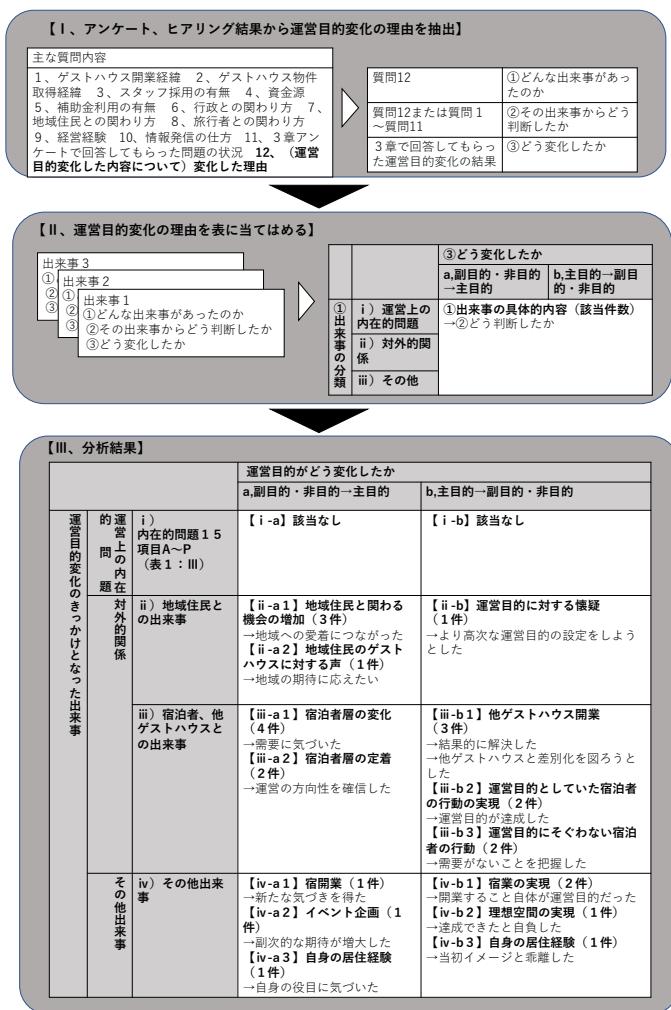 【Ⅰ、アンケート、ヒアリング結果から運営目的変化の理由を抽出】
主な質問内容
１、ゲストハウス開業経緯　２、ゲストハウス物件
取得経緯　３、スタッフ採用の有無　４、資金源
５、補助金利用の有無　６、行政との関わり方　７、
地域住民との関わり方　８、旅行者との関わり方
９、経営経験　10、情報発信の仕方　11、３章アン
ケートで回答してもらった問題の状況　12、（運営
目的変化した内容について）変化した理由
質問12
①どんな出来事があっ
たのか
質問12または質問１
～質問11
②その出来事からどう
判断したか
３章で回答してもらっ
た運営目的変化の結果
③どう変化したか
【Ⅱ、運営目的変化の理由を表に当てはめる】
出来事３
①
②
③
出来事２
①
②
③
出来事１
①どんな出来事があったのか
②その出来事からどう判断したか
③どう変化したか
③どう変化したか
a,副目的・非目的
→主目的
b,主目的→副目
的・非目的
①出来事の分類
ⅰ）運営上の
内在的問題
①出来事の具体的内容（該当件数）
→②どう判断したか
ⅱ）対外的関
係
ⅲ）その他
【Ⅲ、分析結果】
運営目的がどう変化したか
a,副目的・非目的→主目的
b,主目的→副目的・非目的
運営目的変化のきっかけとなった出来事
運営上の内在
的問題
ⅰ）
内在的問題１５
項目A～P
（表１：Ⅲ）
【ⅰ-a】該当なし
【ⅰ-b】該当なし
対外的関係
ⅱ）地域住民と
の出来事
【ⅱ-a１】地域住民と関わる
機会の増加（３件）
→地域への愛着につながった
【ⅱ-a２】地域住民のゲスト
ハウスに対する声（１件）
→地域の期待に応えたい
【ⅱ-b】運営目的に対する懐疑
（１件）
→より高次な運営目的の設定をしよう
とした
ⅲ）宿泊者、他
ゲストハウスと
の出来事
【ⅲ-a１】宿泊者層の変化
（４件）
→需要に気づいた
【ⅲ-a２】宿泊者層の定着
（２件）
→運営の方向性を確信した
【ⅲ-b１】他ゲストハウス開業
（３件）
→結果的に解決した
→他ゲストハウスと差別化を図ろうと
した
【ⅲ-b２】運営目的としていた宿泊者
の行動の実現（２件）
→運営目的が達成した
【ⅲ-b３】運営目的にそぐわない宿泊
者の行動（２件）
→需要がないことを把握した
その他出来事
ⅳ）その他出来
事
【ⅳ-a１】宿開業（１件）
→新たな気づきを得た
【ⅳ-a２】イベント企画（１
件）
→副次的な期待が増大した
【ⅳ-a３】自身の居住経験
（１件）
→自身の役目に気づいた
【ⅳ-b１】宿業の実現（２件）
→開業すること自体が運営目的だった
【ⅳ-b２】理想空間の実現（１件）
→達成できたと自負した
【ⅳ-b３】自身の居住経験（１件）
→当初イメージと乖離した